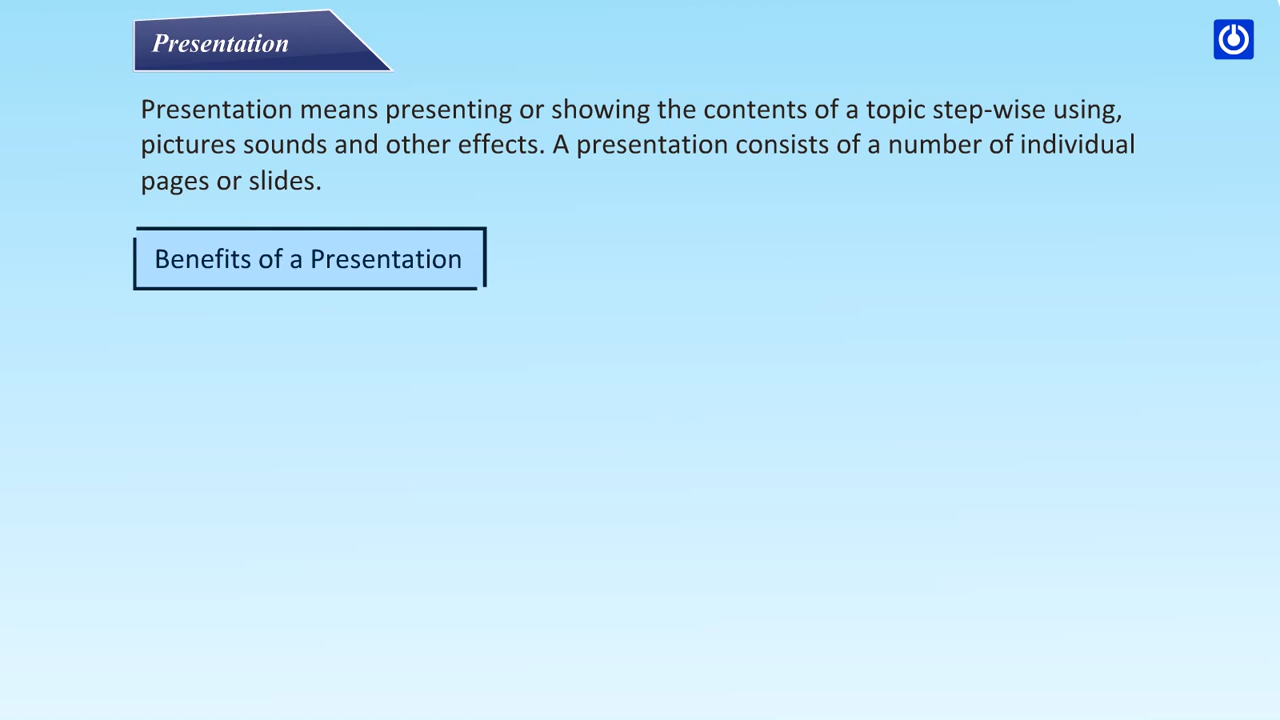 Presentation
Presentation means presenting or showing the contents of a topic step-wise using,
pictures sounds and other effects. A presentation consists of a number of individual
pages or slides.
Benefits of a Presentation